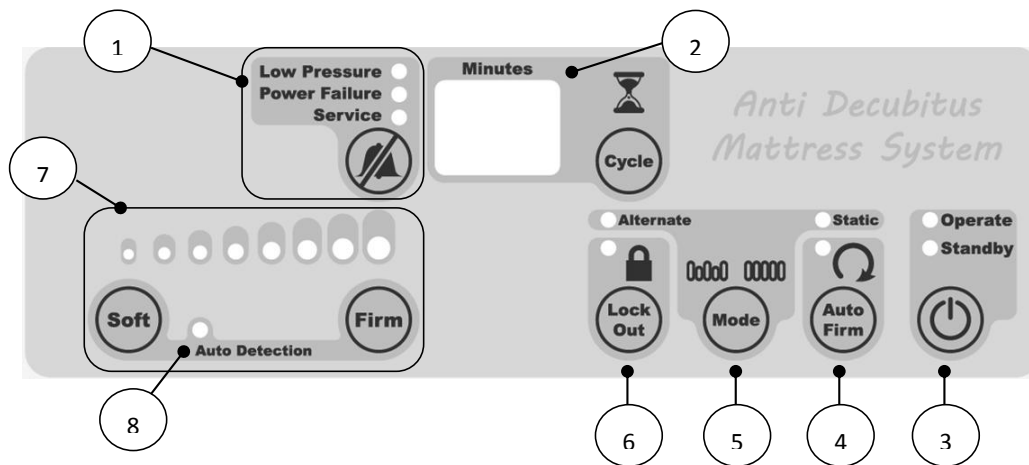 1
2
Low Pressure
Power Failure
Service
Minutes
Cycle
Anti Decubitus
Mattress System
7
Alternate
Static
Operate
Standby
Soft
Firm
Lock
Out
Mode
Auto
Firm
Auto Detection
8
6
5
4
3